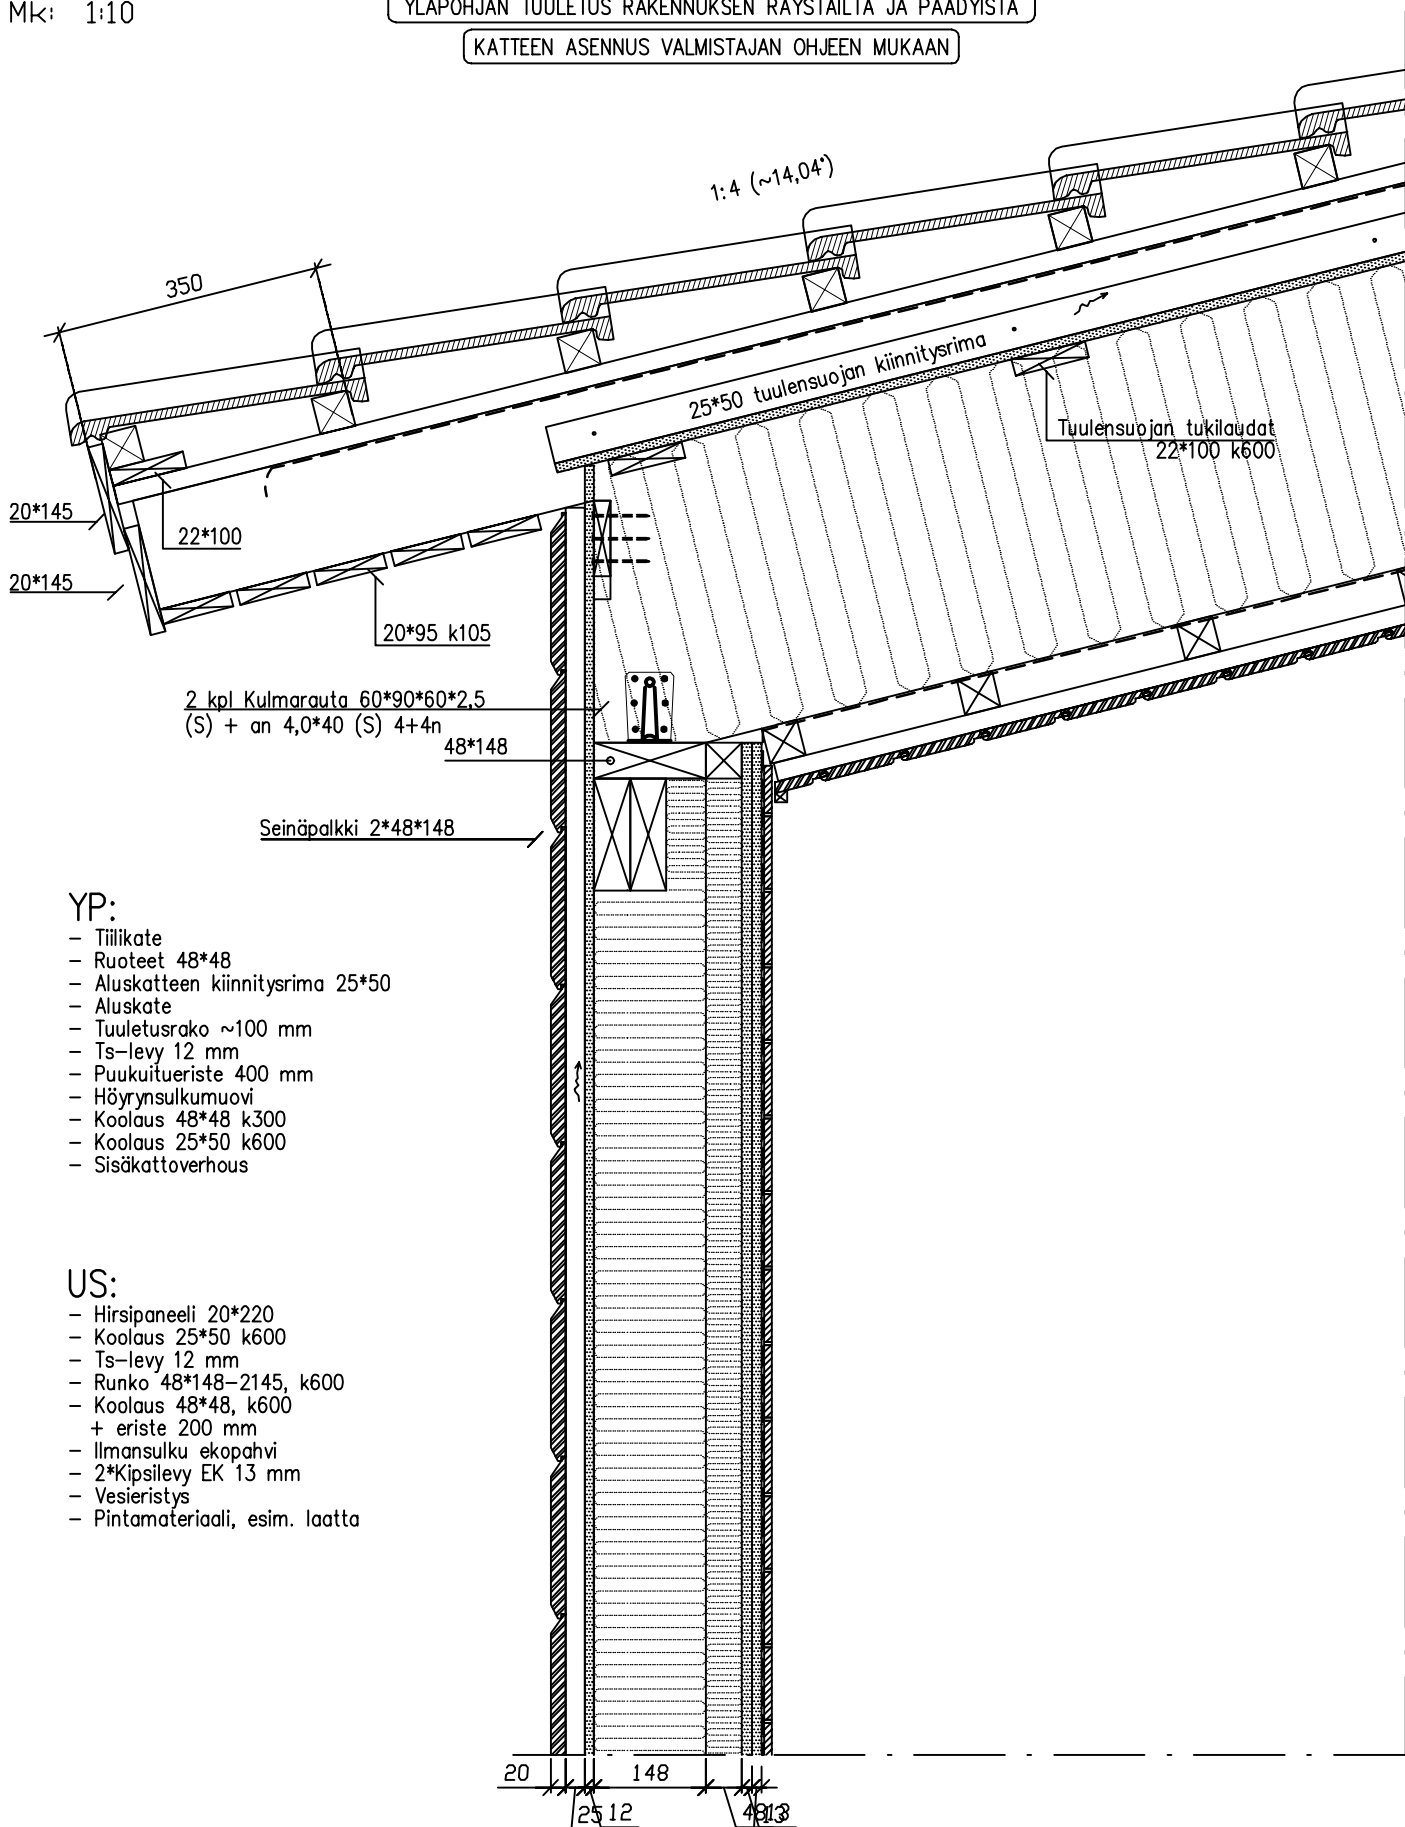 MK: 1:10
YLÄPOHJAN TUULETUS RAKENNUKSEN RÄYSTÄILTÄ JA PÄÄDYISTÄ
KATTEEN ASENNUS VALMISTAJAN OHJEEN MUKAAN
1:4 (~14,04°)
350
25*50 tuulensuojan kiinnitysrima
Tuulensuojan tukilaudat
22*100 k600
20*145
22*100
20*145
20*95 k105
2 kpl Kulmarauta 60*90*60*2,5
(S) + an 4,0*40 (S) 4+4n
48*148
Seinäpalkki 2*48*148
YP:
- Tiilikate
- Ruoteet 48*48
- Aluskatteen kiinnitysrima 25*50
- Aluskate
- Tuuletusrako ~100 mm
- Ts-levy 12 mm
- Puukuitueriste 400 mm
- Höyrynsulkumuovi
- Koolaus 48*48 k300
- Koolaus 25*50 k600
- Sisäkattoverhous
US:
- Hirsipaneeli 20*220
- Koolaus 25*50 k600
- Ts-levy 12 mm
- Runko 48*148-2145, k600
- Koolaus 48*48, k600
+ eriste 200 mm
- Ilmansulku ekopahvi
- 2*Kipsilevy EK 13 mm
- Vesieristys
- Pintamateriaali, esim. laatta
20
148
25 12
48 13 13